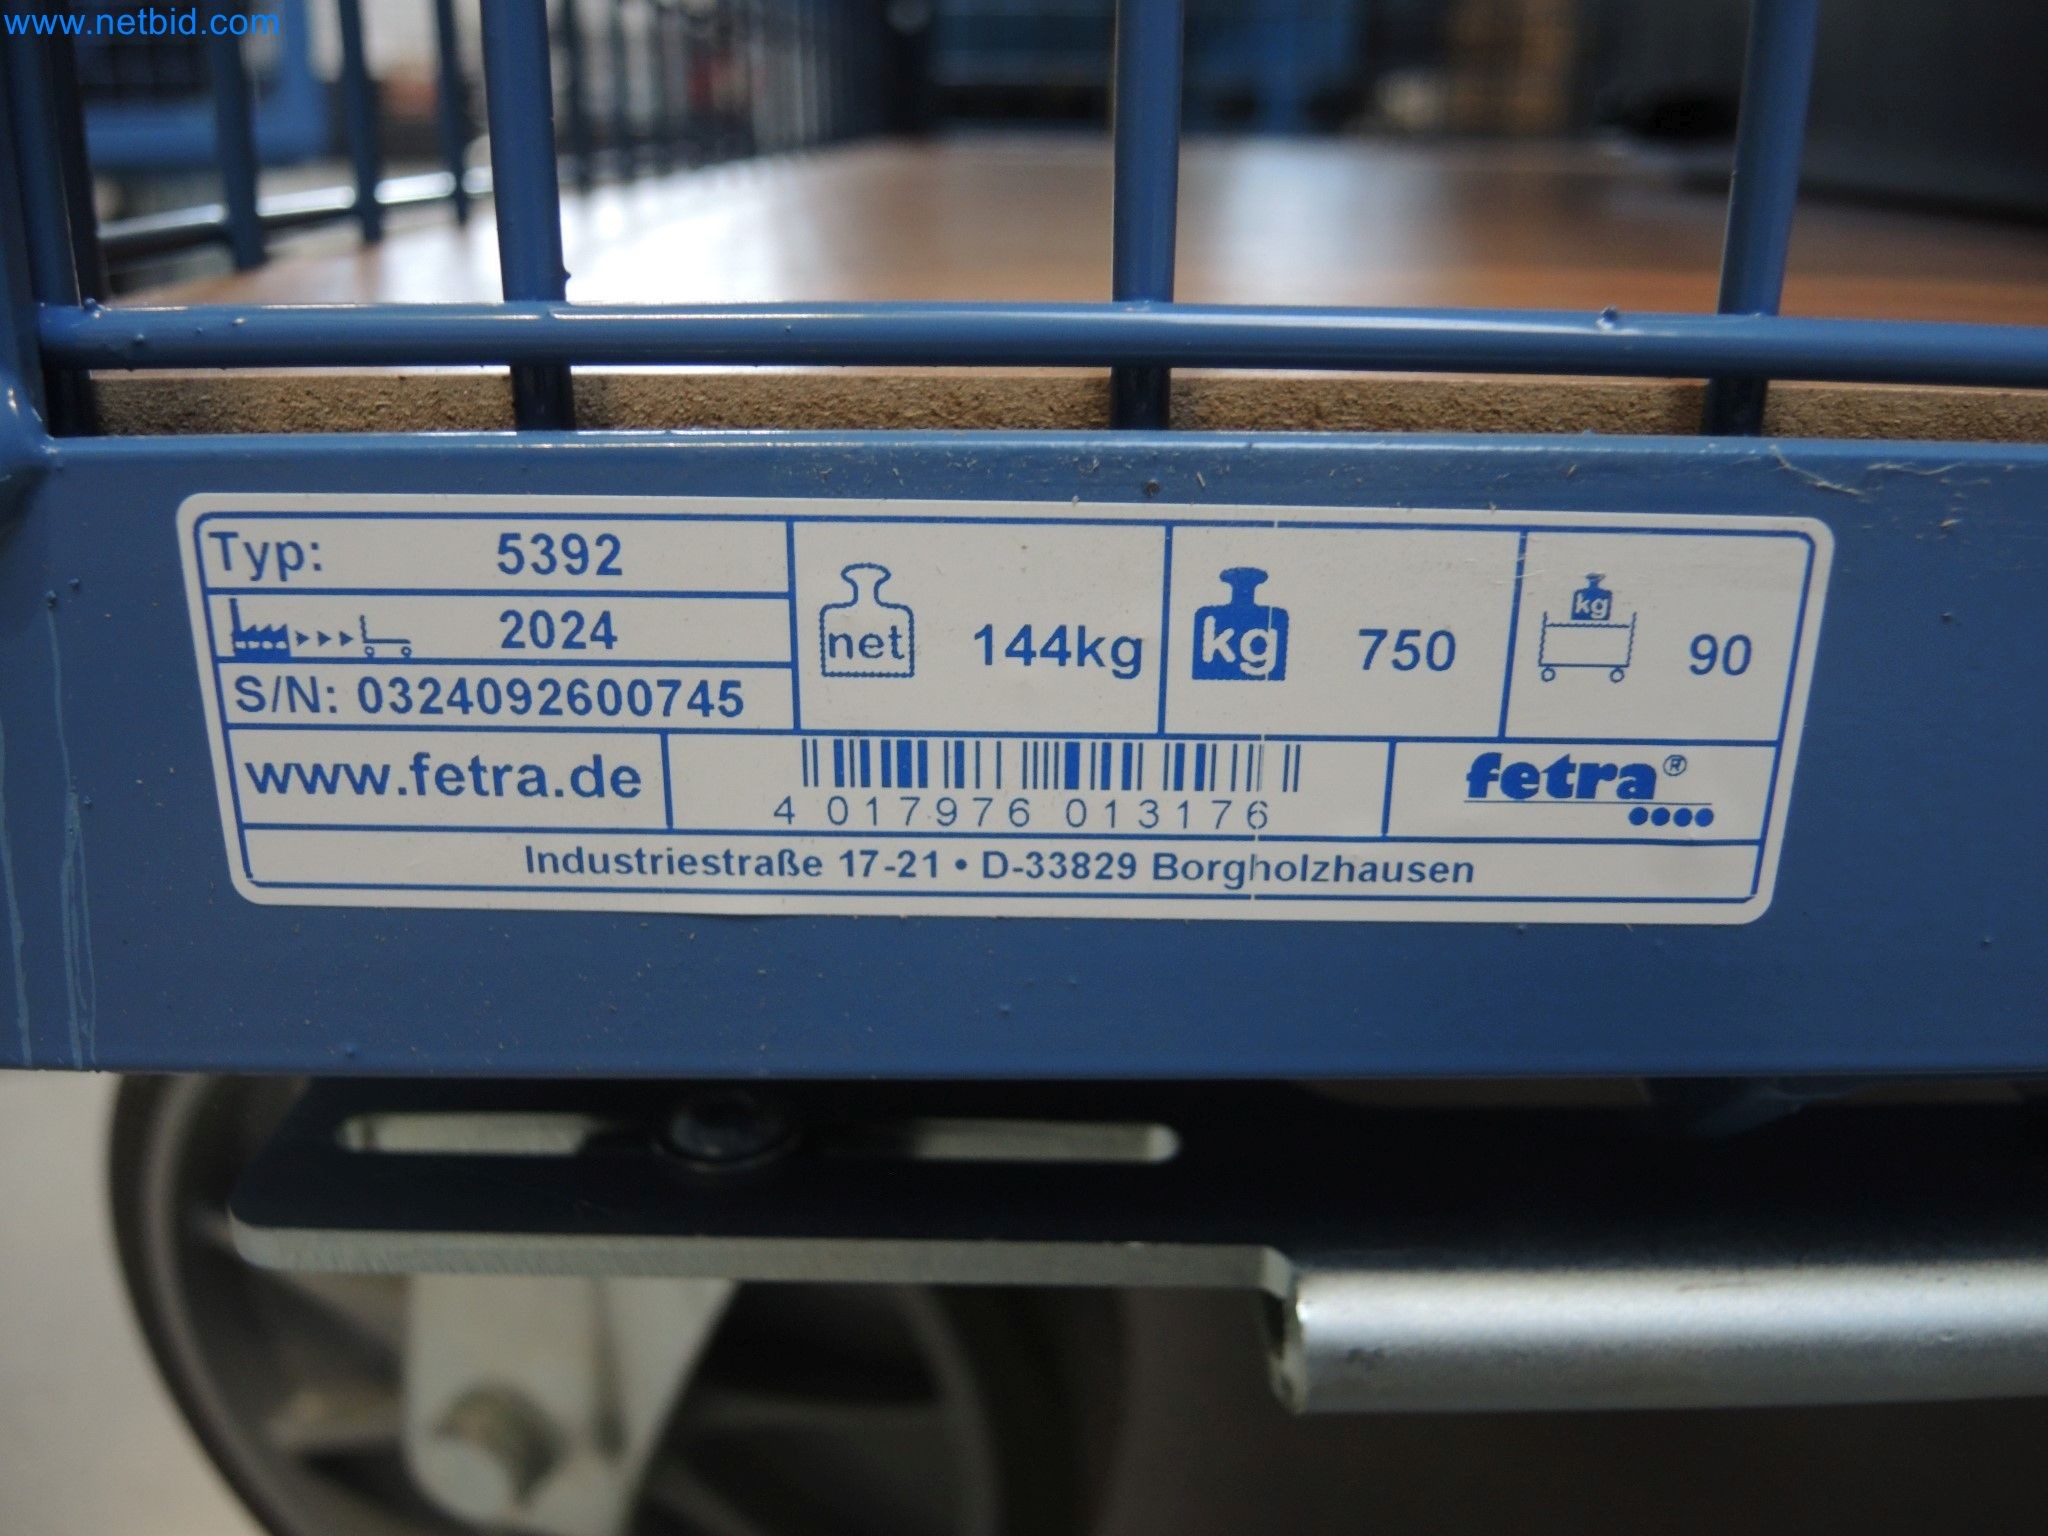 www.netbid.com
Typ: 5392
2024
S/N: 0324092600745
net 144kg
kg 750
kg 90
www.fetra.de
4 017976 013176
fetra®
Industriestraße 17-21 • D-33829 Borgholzhausen